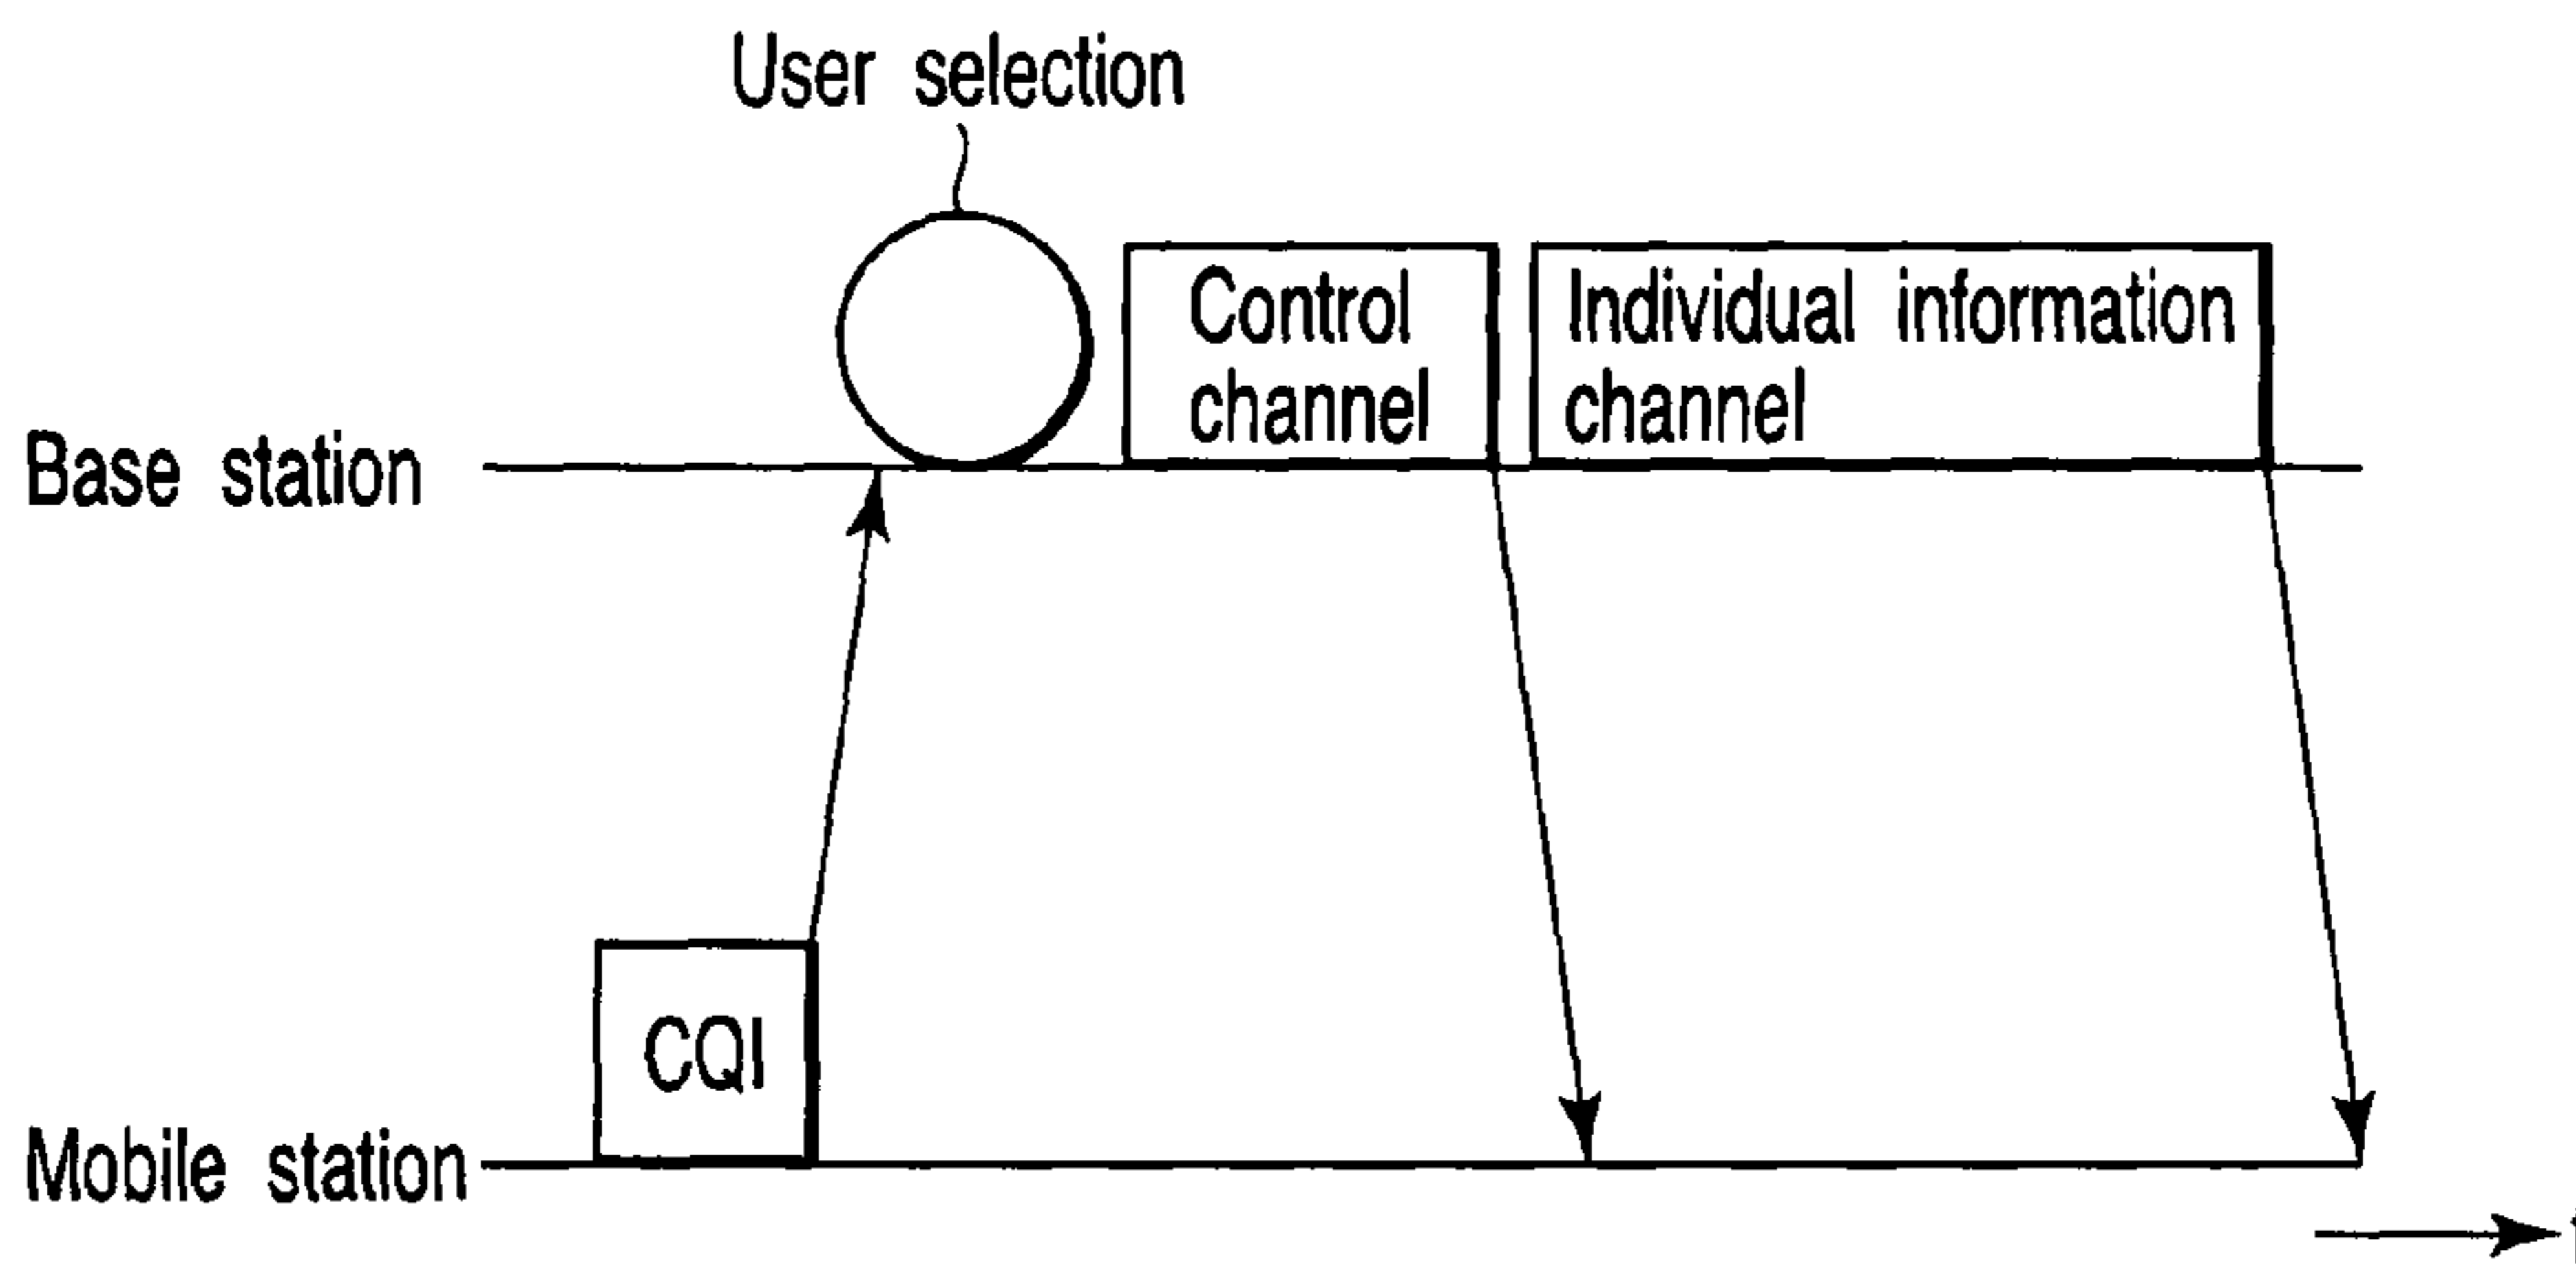 User selection
Control
channel
Individual information
channel
Base station
CQI
Mobile station